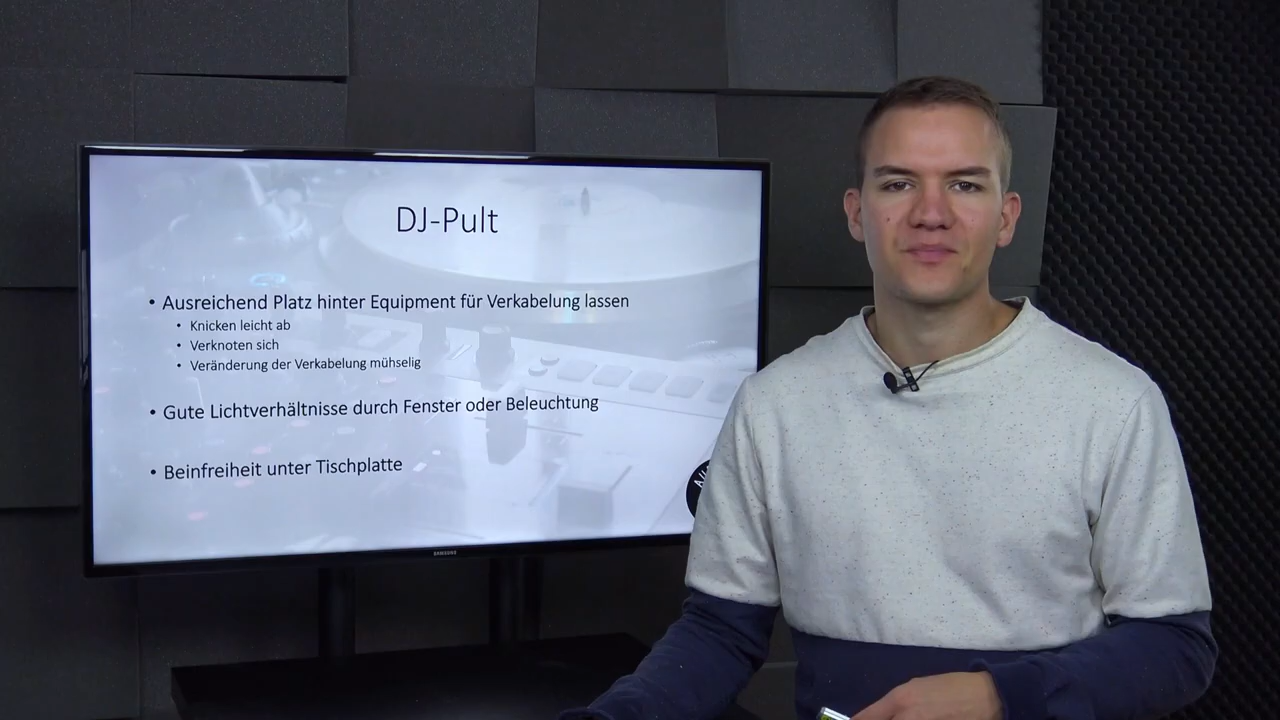 DJ-Pult
• Ausreichend Platz hinter Equipment für Verkabelung lassen
• Knicken leicht ab
• Verknoten sich
• Veränderung der Verkabelung mühselig
• Gute Lichtverhältnisse durch Fenster oder Beleuchtung
• Beinfreiheit unter Tischplatte
SAMSUNG